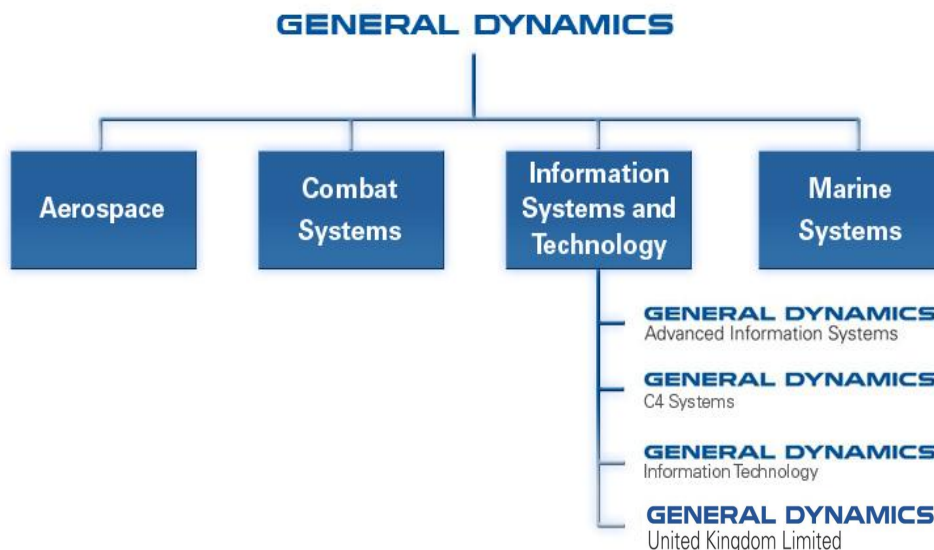 GENERAL DYNAMICS
Aerospace
Combat
Systems
Information
Systems and
Technology
Marine
Systems
GENERAL DYNAMICS
Advanced Information Systems
GENERAL DYNAMICS
C4 Systems
GENERAL DYNAMICS
Information Technology
GENERAL DYNAMICS
United Kingdom Limited